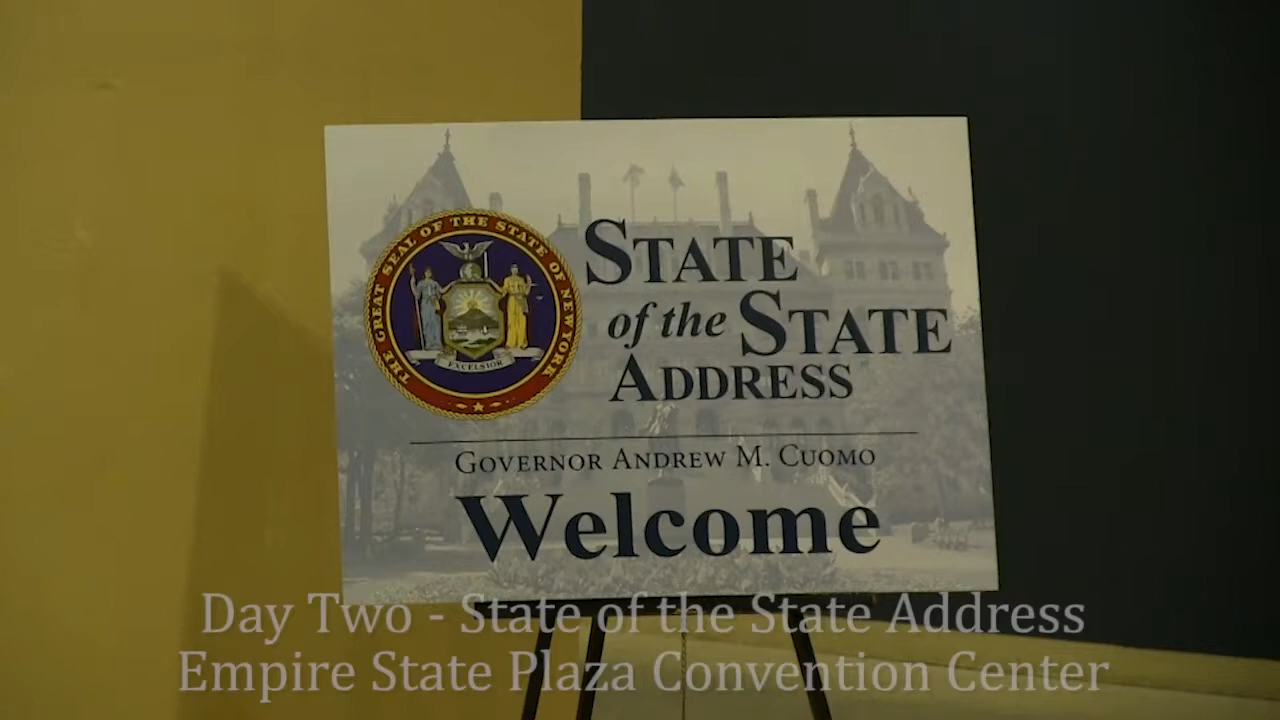 THE GREAT SEAL OF THE STATE OF NEW YORK
EXCELSIOR
STATE
of the STATE
ADDRESS
GOVERNOR ANDREW M. CUOMO
Welcome
Day Two - State of the State Address
Empire State Plaza Convention Center